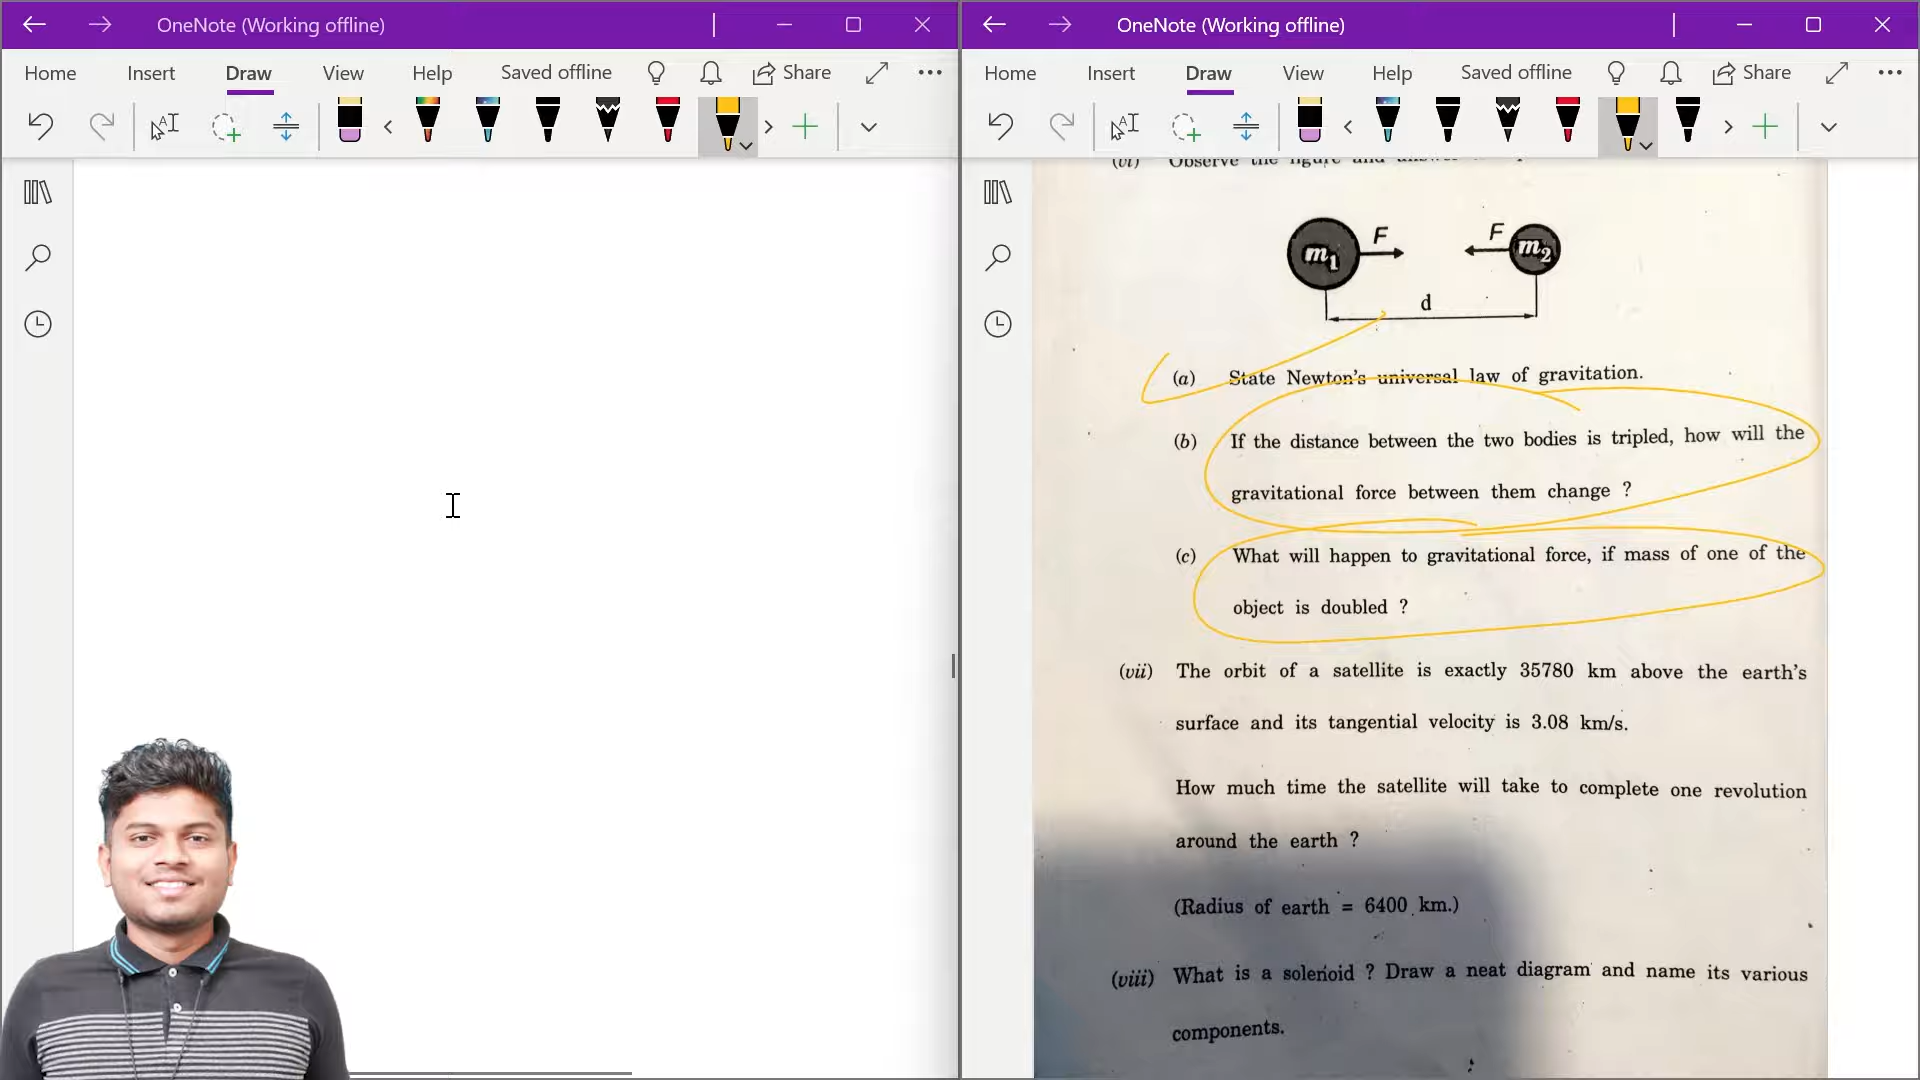 OneNote (Working offline)
Home Insert Draw View Help Saved offline Share
OneNote (Working offline)
Home Insert Draw View Help Saved offline Share
(vi) Observe the figure and
m1 F F m2
d
(a) State Newton's universal law of gravitation.
(b) If the distance between the two bodies is tripled, how will the
gravitational force between them change ?
(c) What will happen to gravitational force, if mass of one of the
object is doubled ?
(vii) The orbit of a satellite is exactly 35780 km above the earth's
surface and its tangential velocity is 3.08 km/s.
How much time the satellite will take to complete one revolution
around the earth ?
(Radius of earth = 6400 km.)
(viii) What is a solenoid ? Draw a neat diagram and name its various
components.